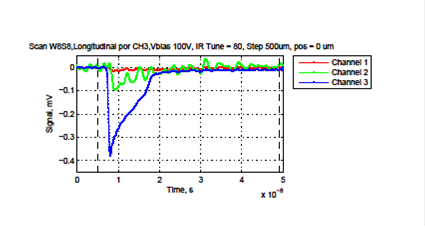 Scan W8S8,Longitudinal por CH3,Vbias 100V, IR Tune = 80, Step 500um, pos = 0 um
Channel 1
Channel 2
Channel 3
0
-0.1
-0.2
-0.3
-0.4
Signal, mV
0 1 2 3 4 5
Time, s
x 10⁻⁸